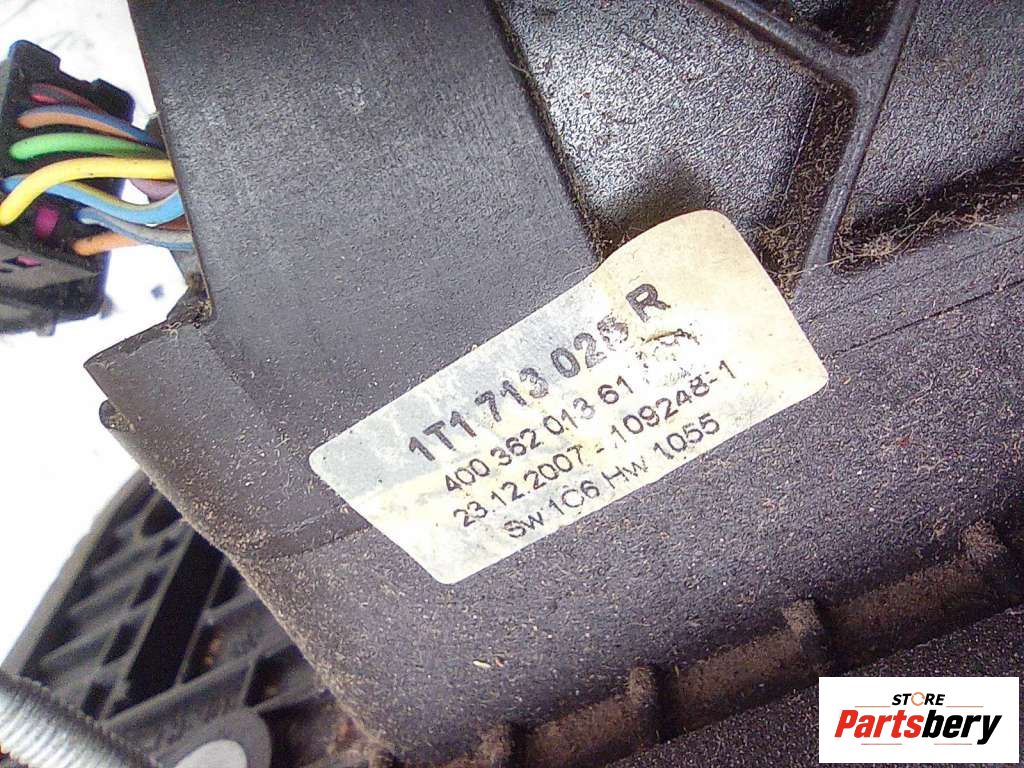 1T1 713 025 R
400 362 013 61
23.12.2007 - 109248-1
Sw 1C6 Hw 1055
STORE
Partsbery